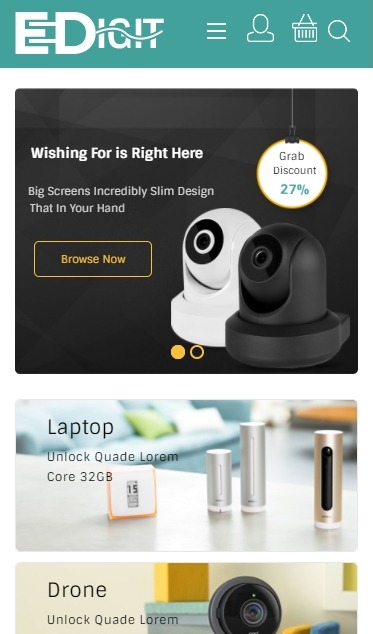 EDIGIT
Wishing For is Right Here
Big Screens Incredibly Slim Design
That In Your Hand
Browse Now
Grab
Discount
27%
Laptop
Unlock Quade Lorem
Core 32GB
15
Drone
Unlock Quade Lorem